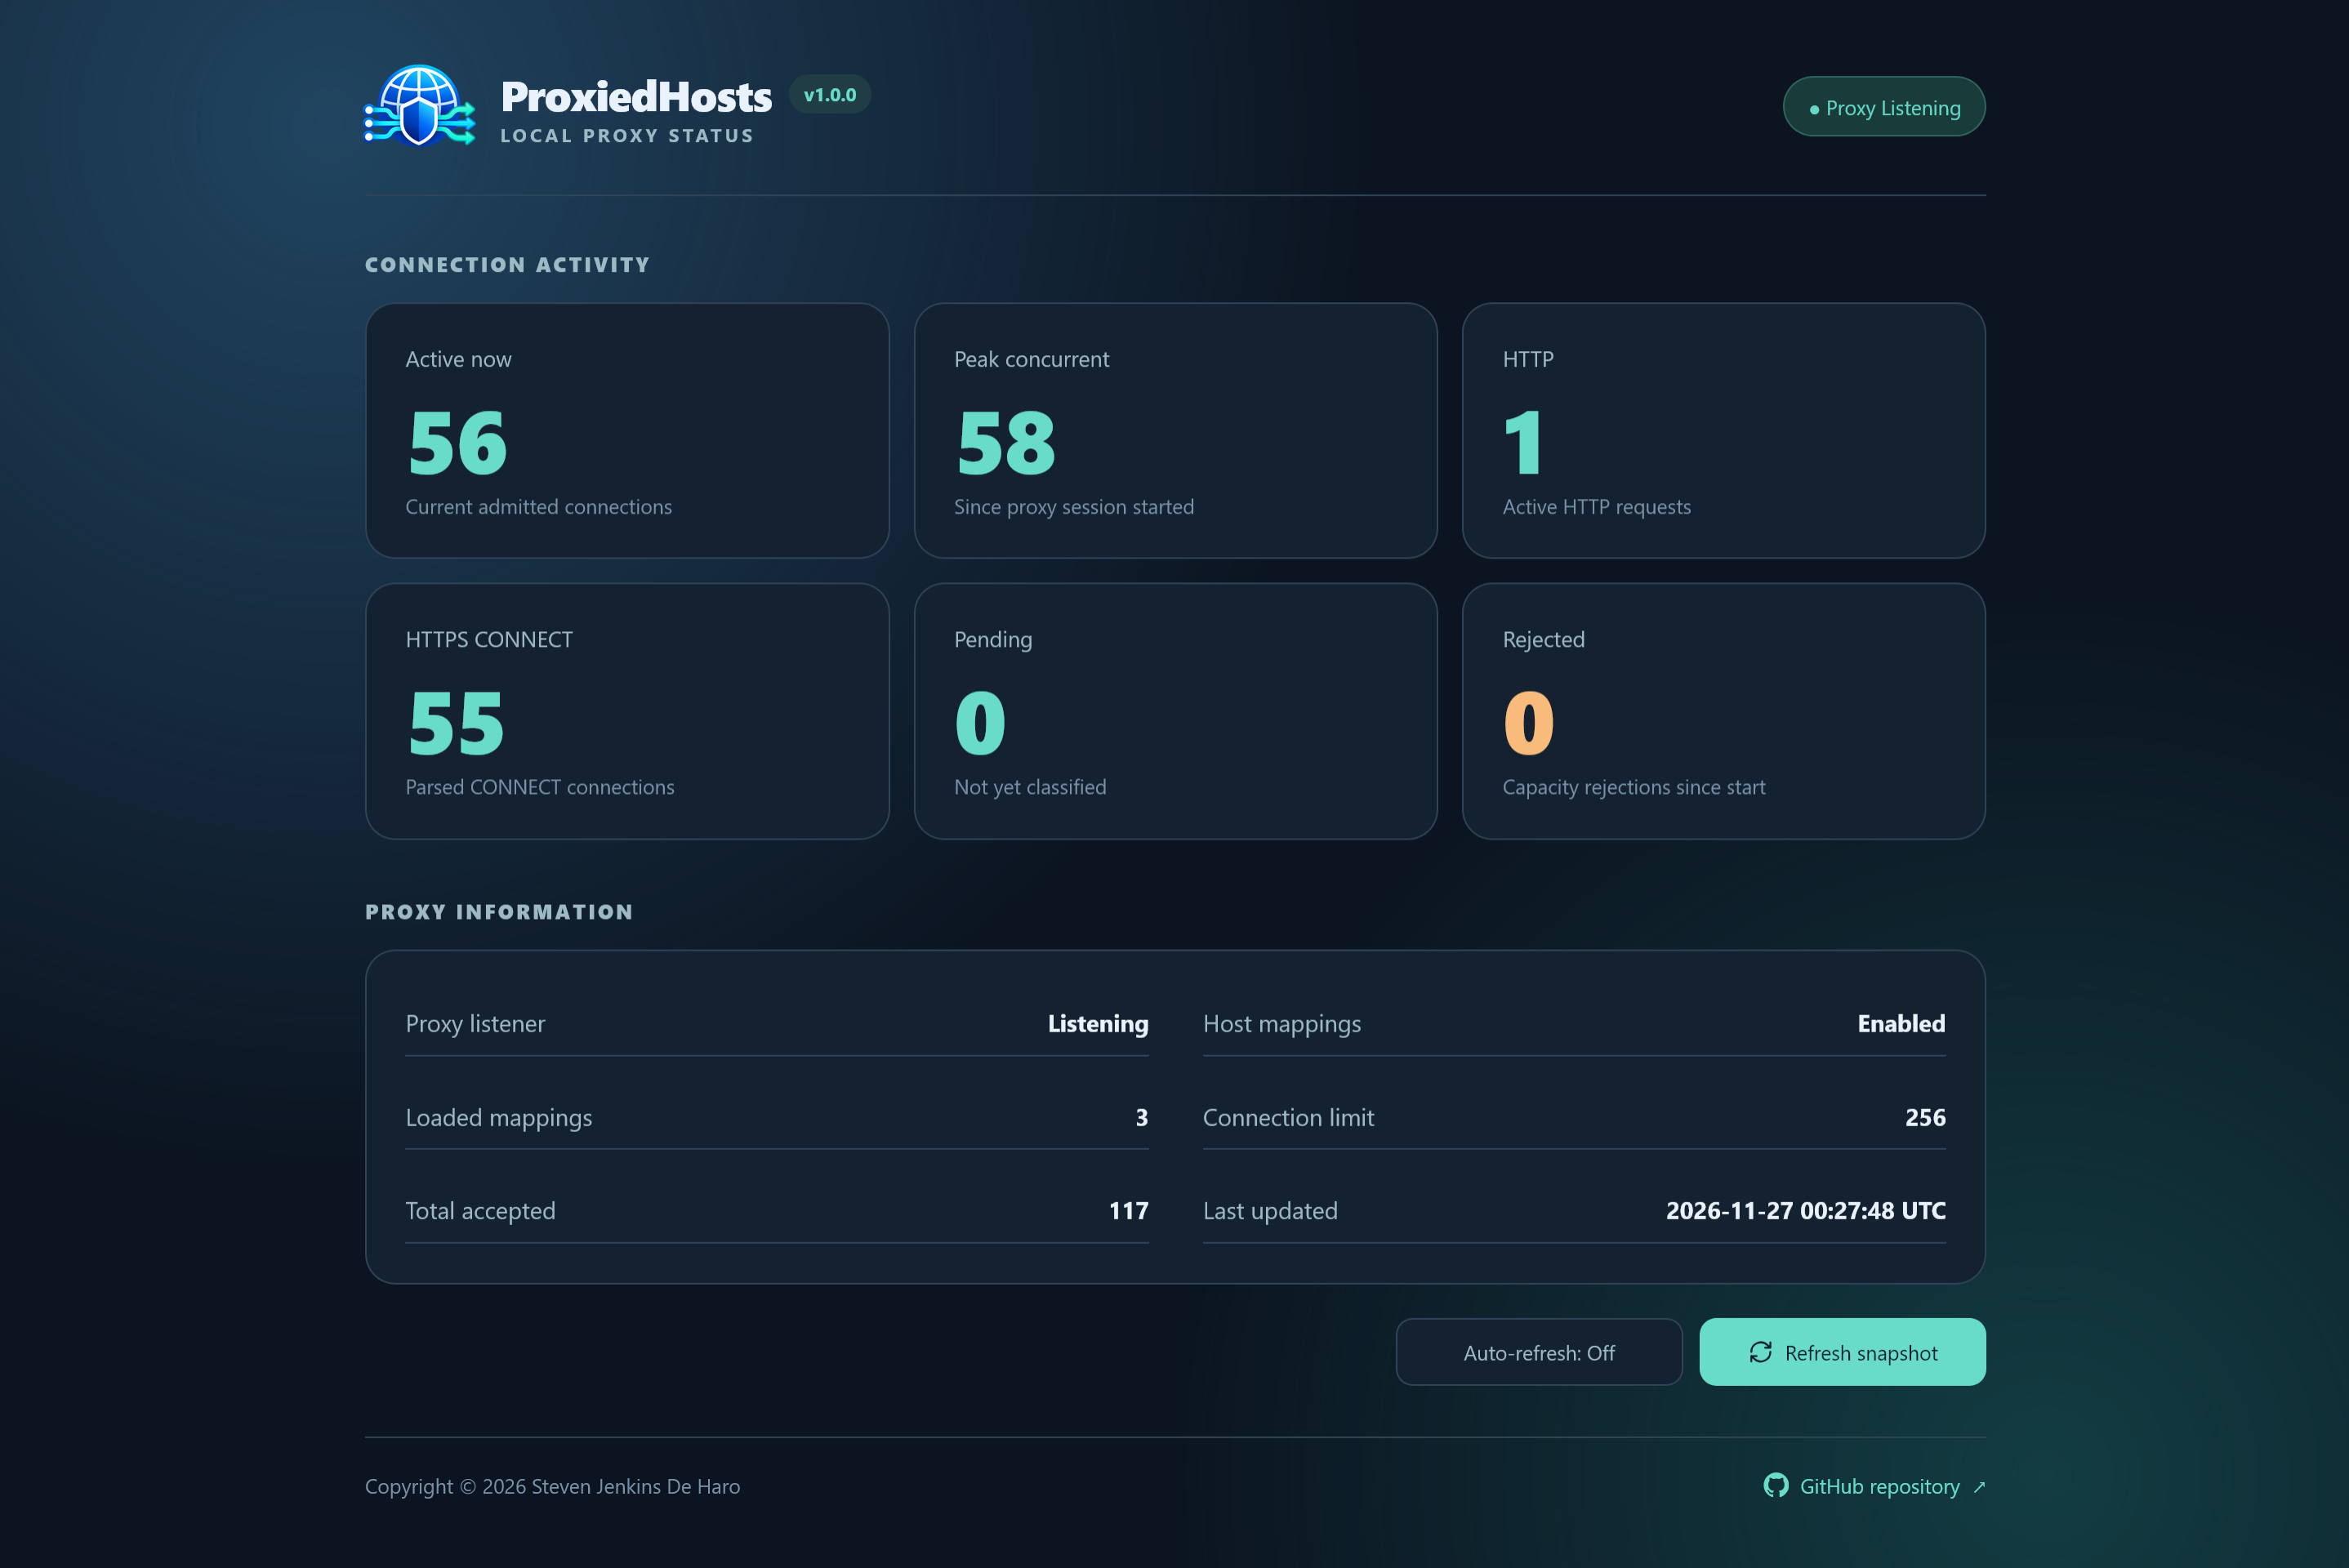 ProxiedHosts v1.0.0
LOCAL PROXY STATUS
● Proxy Listening
CONNECTION ACTIVITY
Active now
56
Current admitted connections
Peak concurrent
58
Since proxy session started
HTTP
1
Active HTTP requests
HTTPS CONNECT
55
Parsed CONNECT connections
Pending
0
Not yet classified
Rejected
0
Capacity rejections since start
PROXY INFORMATION
Proxy listener Listening
Host mappings Enabled
Loaded mappings 3
Connection limit 256
Total accepted 117
Last updated 2026-11-27 00:27:48 UTC
Auto-refresh: Off
Refresh snapshot
Copyright © 2026 Steven Jenkins De Haro
GitHub repository ↗